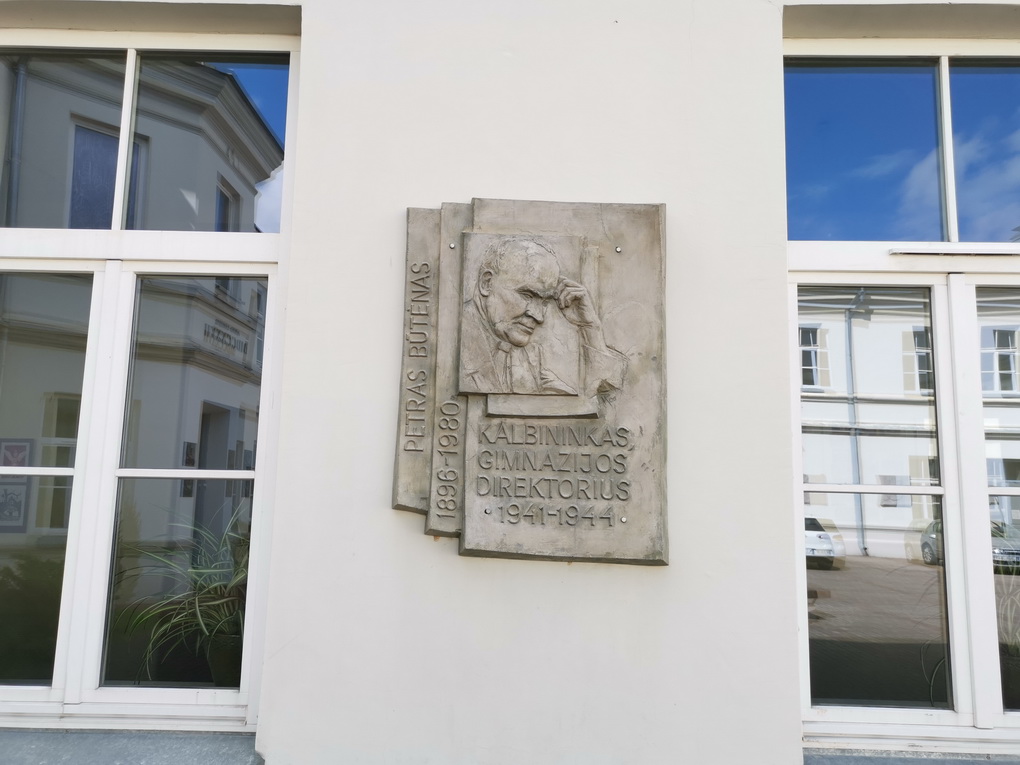 PETRAS BŪTĖNAS
1896-1980
KALBININKAS,
GIMNAZIJOS
DIREKTORIUS
1941-1944